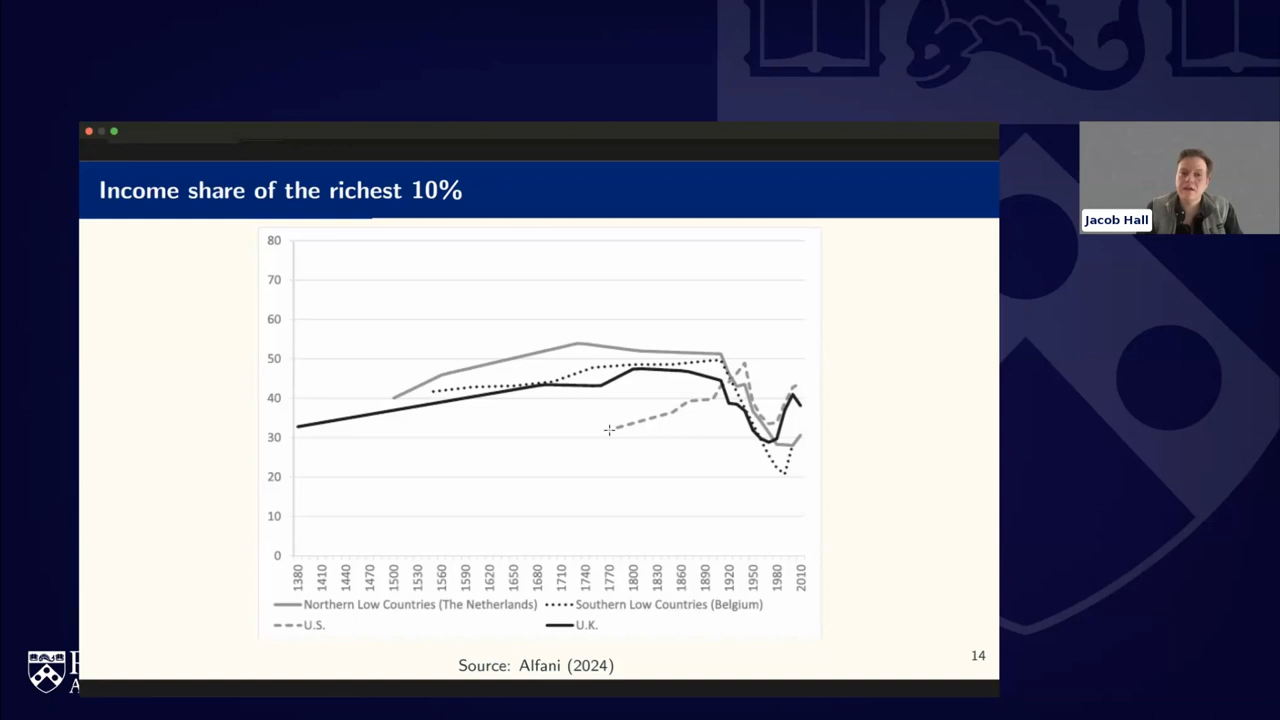 Income share of the richest 10%
Jacob Hall
80
70
60
50
40
30
20
10
0
1380 1410 1440 1470 1500 1530 1560 1590 1620 1650 1680 1710 1740 1770 1800 1830 1860 1890 1920 1950 1980 2010
Northern Low Countries (The Netherlands) Southern Low Countries (Belgium)
U.S. U.K.
Source: Alfani (2024)
14